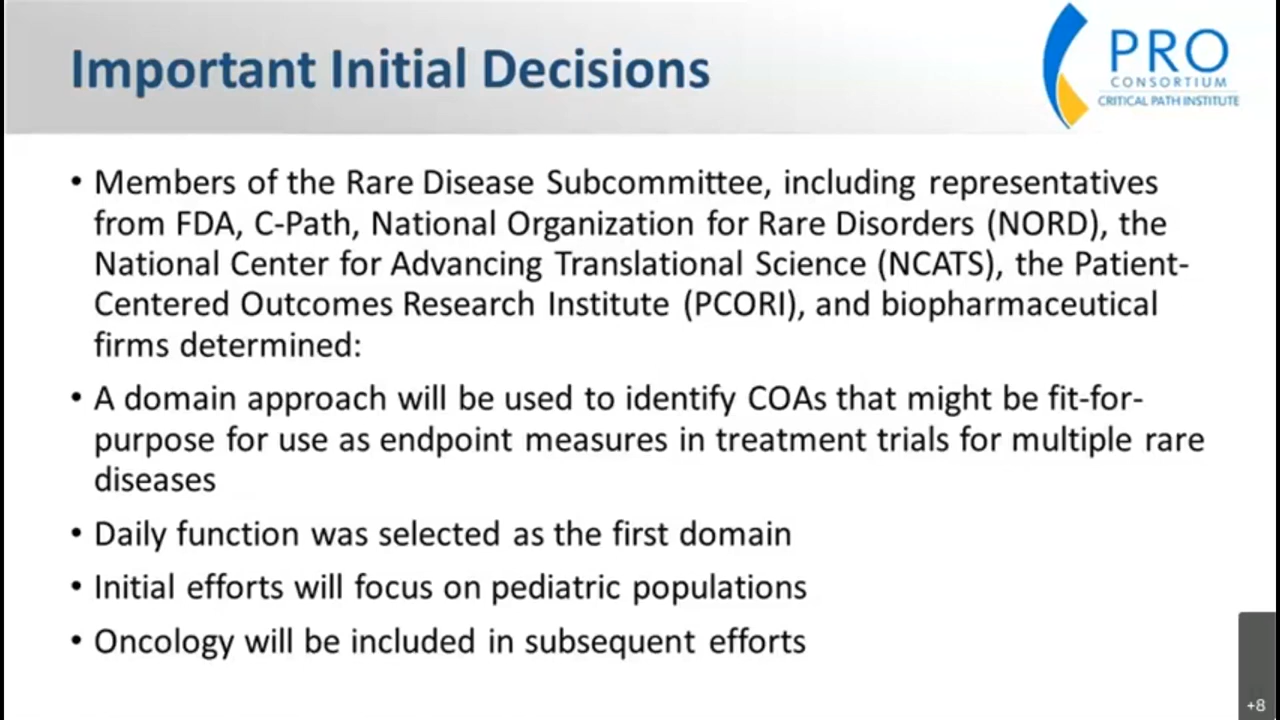 Important Initial Decisions
PRO
CONSORTIUM
CRITICAL PATH INSTITUTE
• Members of the Rare Disease Subcommittee, including representatives
from FDA, C-Path, National Organization for Rare Disorders (NORD), the
National Center for Advancing Translational Science (NCATS), the Patient-
Centered Outcomes Research Institute (PCORI), and biopharmaceutical
firms determined:
• A domain approach will be used to identify COAs that might be fit-for-
purpose for use as endpoint measures in treatment trials for multiple rare
diseases
• Daily function was selected as the first domain
• Initial efforts will focus on pediatric populations
• Oncology will be included in subsequent efforts
+8